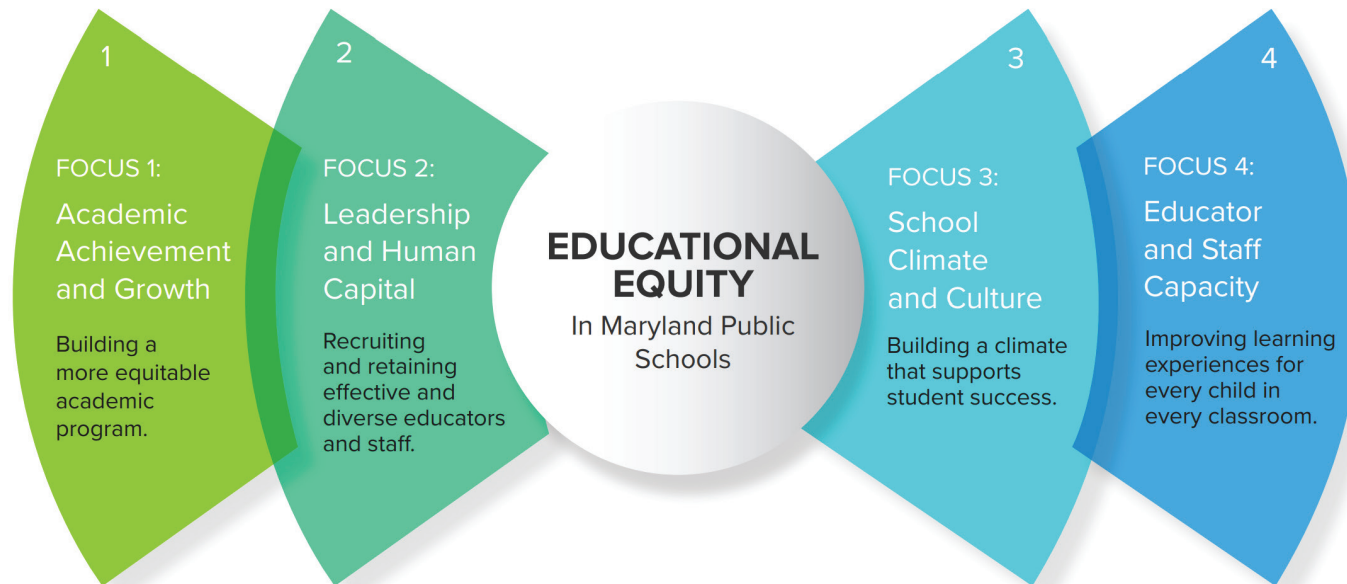 1
FOCUS 1:
Academic
Achievement
and Growth
Building a
more equitable
academic
program.
2
FOCUS 2:
Leadership
and Human
Capital
Recruiting
and retaining
effective and
diverse educators
and staff.
EDUCATIONAL
EQUITY
In Maryland Public
Schools
3
FOCUS 3:
School
Climate
and Culture
Building a climate
that supports
student success.
4
FOCUS 4:
Educator
and Staff
Capacity
Improving learning
experiences for
every child in
every classroom.